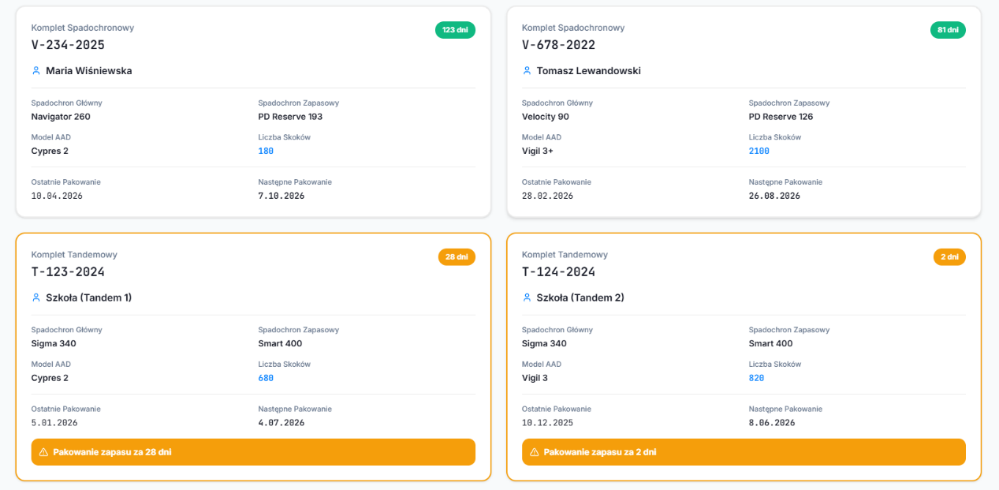 Komplet Spadochronowy
123 dni
V-234-2025
Maria Wiśniewska
Spadochron Główny
Spadochron Zapasowy
Navigator 260
PD Reserve 193
Model AAD
Liczba Skoków
Cypres 2
180
Ostatnie Pakowanie
Następne Pakowanie
10.04.2026
7.10.2026
Komplet Spadochronowy
81 dni
V-678-2022
Tomasz Lewandowski
Spadochron Główny
Spadochron Zapasowy
Velocity 90
PD Reserve 126
Model AAD
Liczba Skoków
Vigil 3+
2100
Ostatnie Pakowanie
Następne Pakowanie
28.02.2026
26.08.2026
Komplet Tandemowy
28 dni
T-123-2024
Szkoła (Tandem 1)
Spadochron Główny
Spadochron Zapasowy
Sigma 340
Smart 400
Model AAD
Liczba Skoków
Cypres 2
680
Ostatnie Pakowanie
Następne Pakowanie
5.01.2026
4.07.2026
Pakowanie zapasu za 28 dni
Komplet Tandemowy
2 dni
T-124-2024
Szkoła (Tandem 2)
Spadochron Główny
Spadochron Zapasowy
Sigma 340
Smart 400
Model AAD
Liczba Skoków
Vigil 3
820
Ostatnie Pakowanie
Następne Pakowanie
10.12.2025
8.06.2026
Pakowanie zapasu za 2 dni